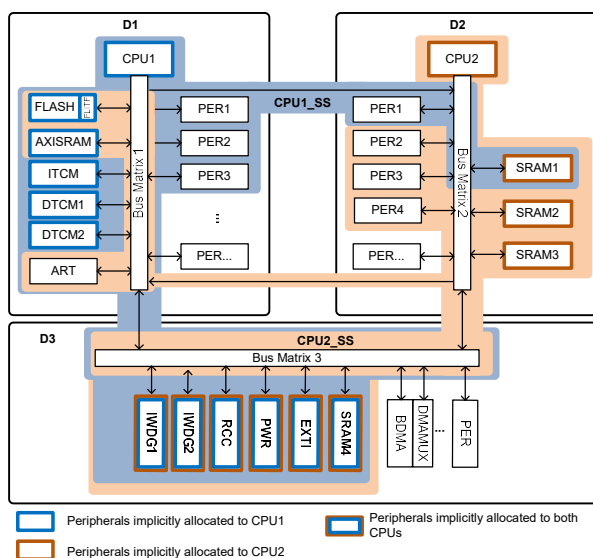 D1
D2
CPU1
CPU2
FLASH
FLITF
PER1
CPU1_SS
PER1
AXISRAM
PER2
PER2
ITCM
PER3
PER3
SRAM1
DTCM1
...
PER4
SRAM2
DTCM2
ART
PER...
PER...
SRAM3
Bus Matrix 1
Bus Matrix 2
D3
CPU2_SS
Bus Matrix 3
IWDG1
IWDG2
RCC
PWR
EXTI
SRAM4
BDMA
DMAMUX
...
PER
Peripherals implicitly allocated to CPU1
Peripherals implicitly allocated to both
CPUs
Peripherals implicitly allocated to CPU2